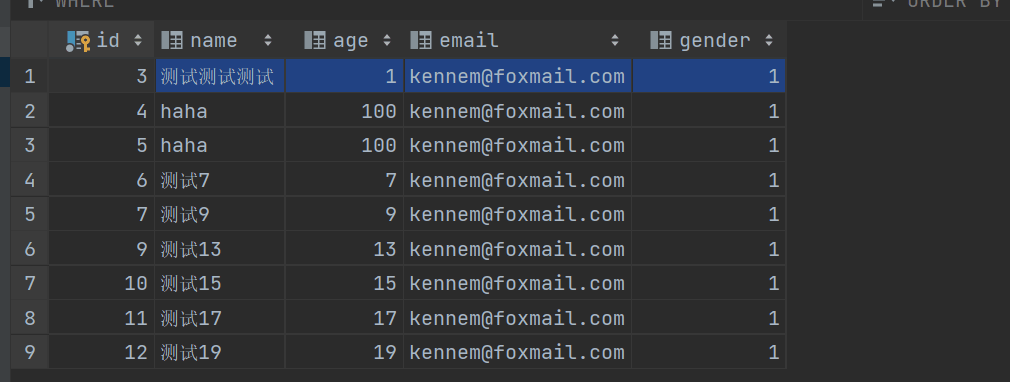 WHERE ORDER BY
id name age email gender
1 3 测试测试测试 1 kennem@foxmail.com 1
2 4 haha 100 kennem@foxmail.com 1
3 5 haha 100 kennem@foxmail.com 1
4 6 测试7 7 kennem@foxmail.com 1
5 7 测试9 9 kennem@foxmail.com 1
6 9 测试13 13 kennem@foxmail.com 1
7 10 测试15 15 kennem@foxmail.com 1
8 11 测试17 17 kennem@foxmail.com 1
9 12 测试19 19 kennem@foxmail.com 1